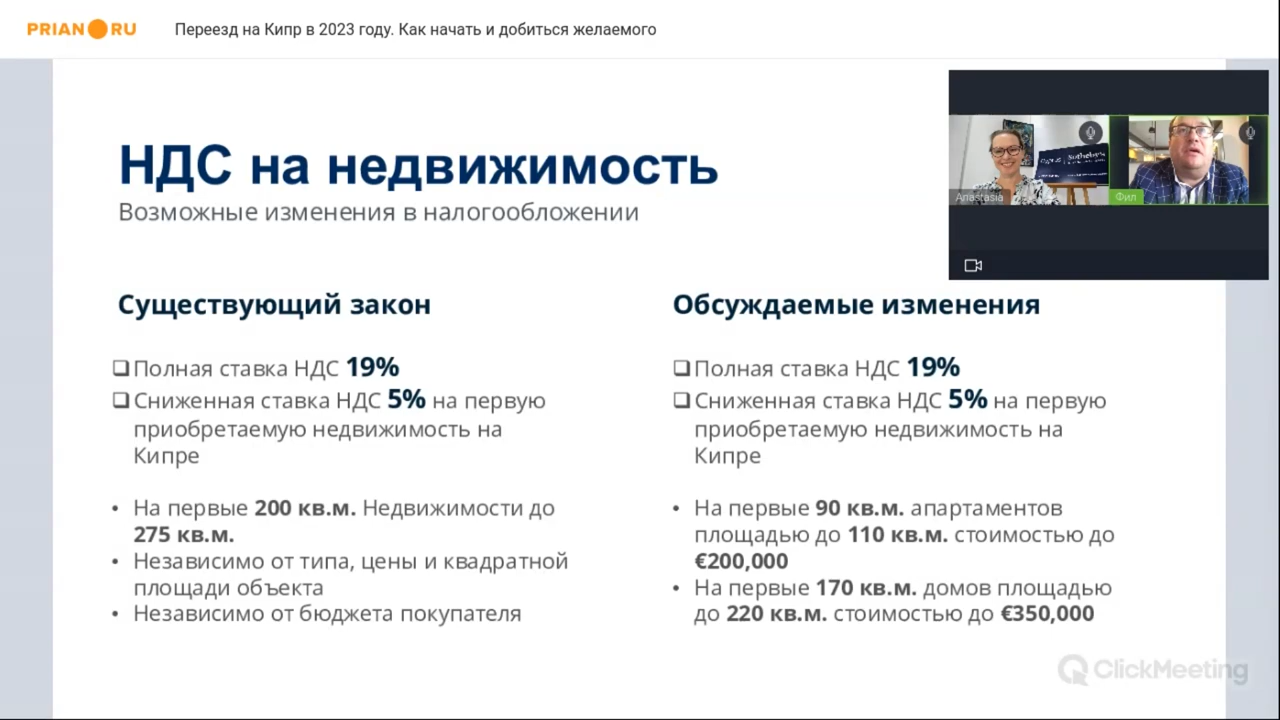 PRIAN RU
Переезд на Кипр в 2023 году. Как начать и добиться желаемого
НДС на недвижимость
Возможные изменения в налогообложении
Sotheby's
Anastasia
Фил
Существующий закон
Полная ставка НДС 19%
Сниженная ставка НДС 5% на первую
приобретаемую недвижимость на
Кипре
• На первые 200 кв.м. Недвижимости до
275 кв.м.
• Независимо от типа, цены и квадратной
площади объекта
• Независимо от бюджета покупателя
Обсуждаемые изменения
Полная ставка НДС 19%
Сниженная ставка НДС 5% на первую
приобретаемую недвижимость на
Кипре
• На первые 90 кв.м. апартаментов
площадью до 110 кв.м. стоимостью до
€200,000
• На первые 170 кв.м. домов площадью
до 220 кв.м. стоимостью до €350,000
ClickMeeting